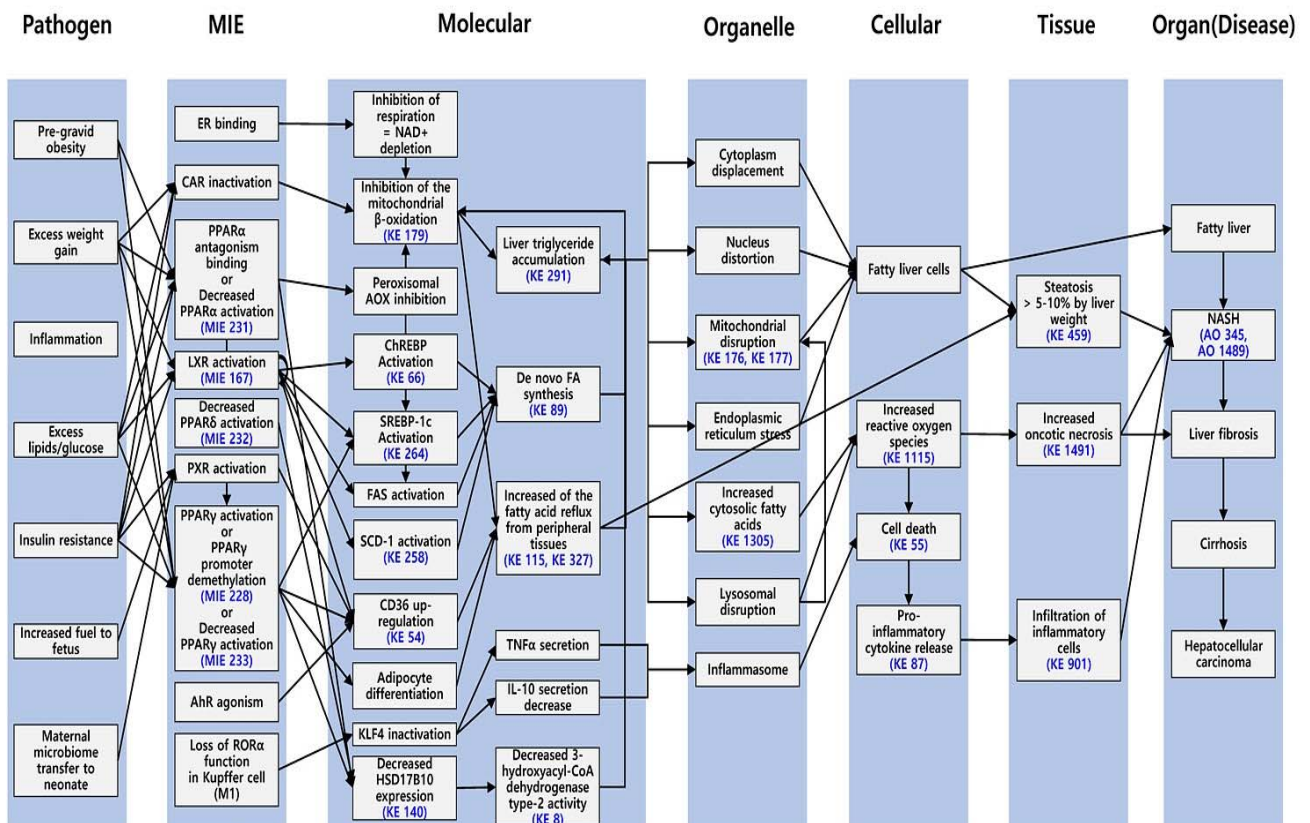 Pathogen
MIE
Molecular
Organelle
Cellular
Tissue
Organ(Disease)
Pre-gravid
obesity
Excess weight
gain
Inflammation
Excess
lipids/glucose
Insulin resistance
Increased fuel to
fetus
Maternal
microbiome
transfer to
neonate
ER binding
CAR inactivation
PPARα
antagonism
binding
or
Decreased
PPARα activation
(MIE 231)
LXR activation
(MIE 167)
Decreased
PPARδ activation
(MIE 232)
PXR activation
PPARγ activation
or
PPARγ
promoter
demethylation
(MIE 228)
or
Decreased
PPARγ activation
(MIE 233)
AhR agonism
Loss of RORα
function
in Kupffer cell
(M1)
Inhibition of
respiration
= NAD+
depletion
Inhibition of the
mitochondrial
β-oxidation
(KE 179)
Peroxisomal
AOX inhibition
ChREBP
Activation
(KE 66)
SREBP-1c
Activation
(KE 264)
FAS activation
SCD-1 activation
(KE 258)
CD36 up-
regulation
(KE 54)
Adipocyte
differentiation
KLF4 inactivation
Decreased
HSD17B10
expression
(KE 140)
Liver triglyceride
accumulation
(KE 291)
De novo FA
synthesis
(KE 89)
Increased of the
fatty acid reflux
from peripheral
tissues
(KE 115, KE 327)
TNFα secretion
IL-10 secretion
decrease
Decreased 3-
hydroxyacyl-CoA
dehydrogenase
type-2 activity
(KE 8)
Cytoplasm
displacement
Nucleus
distortion
Mitochondrial
disruption
(KE 176, KE 177)
Endoplasmic
reticulum stress
Increased
cytosolic fatty
acids
(KE 1305)
Lysosomal
disruption
Inflammasome
Fatty liver cells
Increased
reactive oxygen
species
(KE 1115)
Cell death
(KE 55)
Pro-
inflammatory
cytokine release
(KE 87)
Steatosis
> 5-10% by liver
weight
(KE 459)
Increased
oncotic necrosis
(KE 1491)
Infiltration of
inflammatory
cells
(KE 901)
Fatty liver
NASH
(AO 345,
AO 1489)
Liver fibrosis
Cirrhosis
Hepatocellular
carcinoma